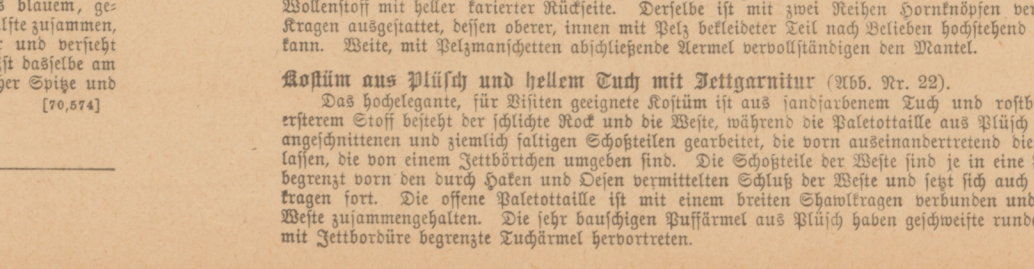 s blauem, ge-
lfte zusammen,
r und versteht
ist dasselbe am
her Spitze und
[70,574]
Wollenstoff mit heller karierter Rückseite. Derselbe ist mit zwei Reihen Hornknöpfen ver
Kragen ausgestattet, dessen oberer, innen mit Pelz bekleideter Teil nach Belieben hochstehend
kann. Weite, mit Pelzmanschetten abschließende Aermel vervollständigen den Mantel.
Kostüm aus Plüsch und hellem Tuch mit Jettgarnitur (Abb. Nr. 22).
Das hochelegante, für Visiten geeignete Kostüm ist aus sandfarbenem Tuch und rostb
ersterem Stoff besteht der schlichte Rock und die Weste, während die Paletottaille aus Plüsch
angeschnittenen und ziemlich faltigen Schoßteilen gearbeitet, die vorn auseinandertretend die
lassen, die von einem Jettbörtchen umgeben sind. Die Schoßteile der Weste sind je in eine
begrenzt vorn den durch Haken und Oesen vermittelten Schluß der Weste und setzt sich auch
kragen fort. Die offene Paletottaille ist mit einem breiten Shawlkragen verbunden und
Weste zusammengehalten. Die sehr bauschigen Puffärmel aus Plüsch haben geschweifte runde
mit Jettbordüre begrenzte Tuchärmel hervortreten.